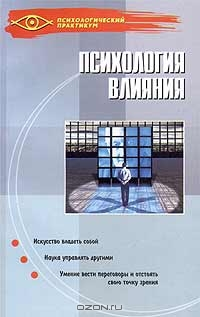 ПСИХОЛОГИЧЕСКИЙ
ПРАКТИКУМ
ПСИХОЛОГИЯ
ВЛИЯНИЯ
Искусство владеть собой
Наука управлять другими
Умение вести переговоры и отстоять
свою точку зрения
OZON.RU